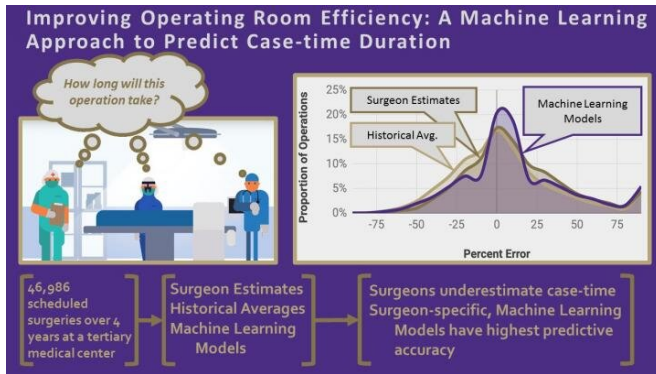 Improving Operating Room Efficiency: A Machine Learning
Approach to Predict Case-time Duration
How long will this
operation take?
25%
20%
15%
10%
5%
0%
Proportion of Operations
Surgeon Estimates
Historical Avg.
Machine Learning
Models
-75
-50
-25
0
25
50
75
Percent Error
46,986
scheduled
surgeries over 4
years at a tertiary
medical center
Surgeon Estimates
Historical Averages
Machine Learning
Models
Surgeons underestimate case-time
Surgeon-specific, Machine Learning
Models have highest predictive
accuracy